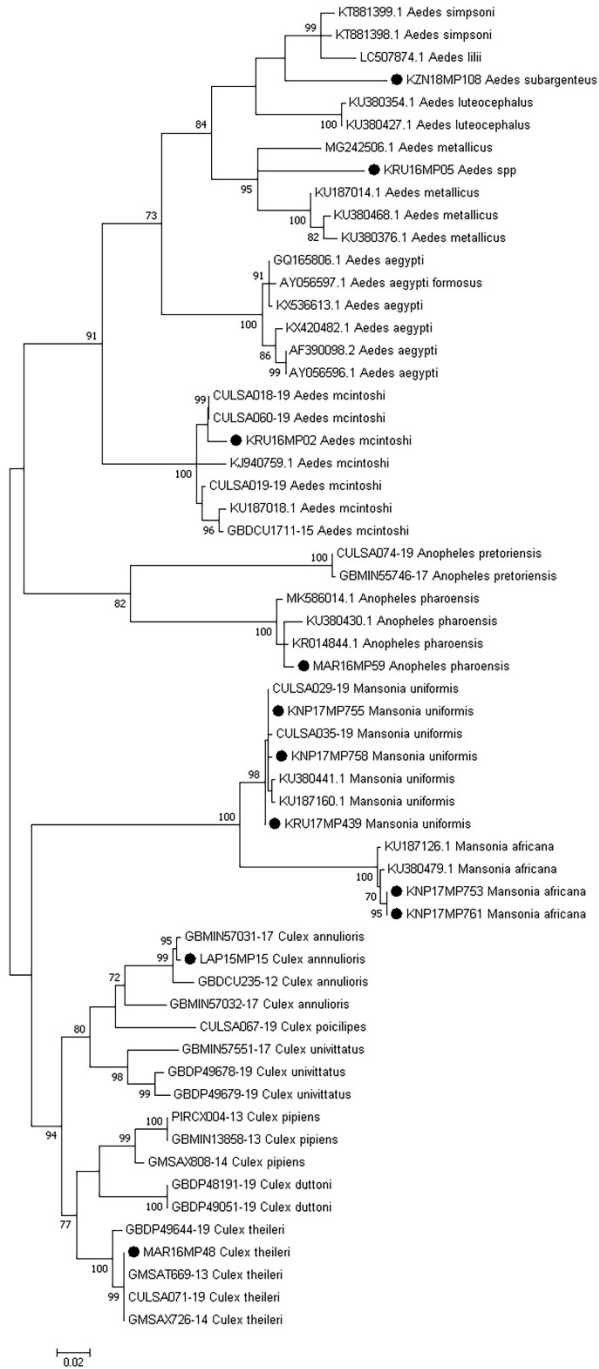 KT881399.1 Aedes simpsoni
99
KT881398.1 Aedes simpsoni
LC507874.1 Aedes lilii
KZN18MP108 Aedes subargenteus
KU380354.1 Aedes luteocephalus
84
100
KU380427.1 Aedes luteocephalus
MG242506.1 Aedes metallicus
KRU16MP05 Aedes spp
95
KU187014.1 Aedes metallicus
73
100
KU380468.1 Aedes metallicus
82
KU380376.1 Aedes metallicus
GQ165806.1 Aedes aegypti
91
AY056597.1 Aedes aegypti formosus
KX536613.1 Aedes aegypti
100
KX420482.1 Aedes aegypti
91
86
AF390098.2 Aedes aegypti
99
AY056596.1 Aedes aegypti
CULSA018-19 Aedes mcintoshi
99
CULSA060-19 Aedes mcintoshi
KRU16MP02 Aedes mcintoshi
KJ940759.1 Aedes mcintoshi
100
CULSA019-19 Aedes mcintoshi
KU187018.1 Aedes mcintoshi
96
GBDCU1711-15 Aedes mcintoshi
CULSA074-19 Anopheles pretoriensis
100
GBMIN55746-17 Anopheles pretoriensis
MK586014.1 Anopheles pharoensis
82
KU380430.1 Anopheles pharoensis
100
KR014844.1 Anopheles pharoensis
MAR16MP59 Anopheles pharoensis
CULSA029-19 Mansonia uniformis
KNP17MP755 Mansonia uniformis
CULSA035-19 Mansonia uniformis
KNP17MP758 Mansonia uniformis
98
KU380441.1 Mansonia uniformis
KU187160.1 Mansonia uniformis
100
KRU17MP439 Mansonia uniformis
KU187126.1 Mansonia africana
KU380479.1 Mansonia africana
100
KNP17MP753 Mansonia africana
70
95
KNP17MP761 Mansonia africana
GBMIN57031-17 Culex annulioris
95
LAP15MP15 Culex annnulioris
99
GBDCU235-12 Culex annulioris
72
GBMIN57032-17 Culex annulioris
CULSA067-19 Culex poicilipes
80
GBMIN57551-17 Culex univittatus
GBDP49678-19 Culex univittatus
98
99
GBDP49679-19 Culex univittatus
PIRCX004-13 Culex pipiens
100
94
99
GBMIN13858-13 Culex pipiens
GMSAX808-14 Culex pipiens
GBDP48191-19 Culex duttoni
100
GBDP49051-19 Culex duttoni
77
GBDP49644-19 Culex theileri
MAR16MP48 Culex theileri
100
GMSAT669-13 Culex theileri
99
CULSA071-19 Culex theileri
GMSAX726-14 Culex theileri
0.02